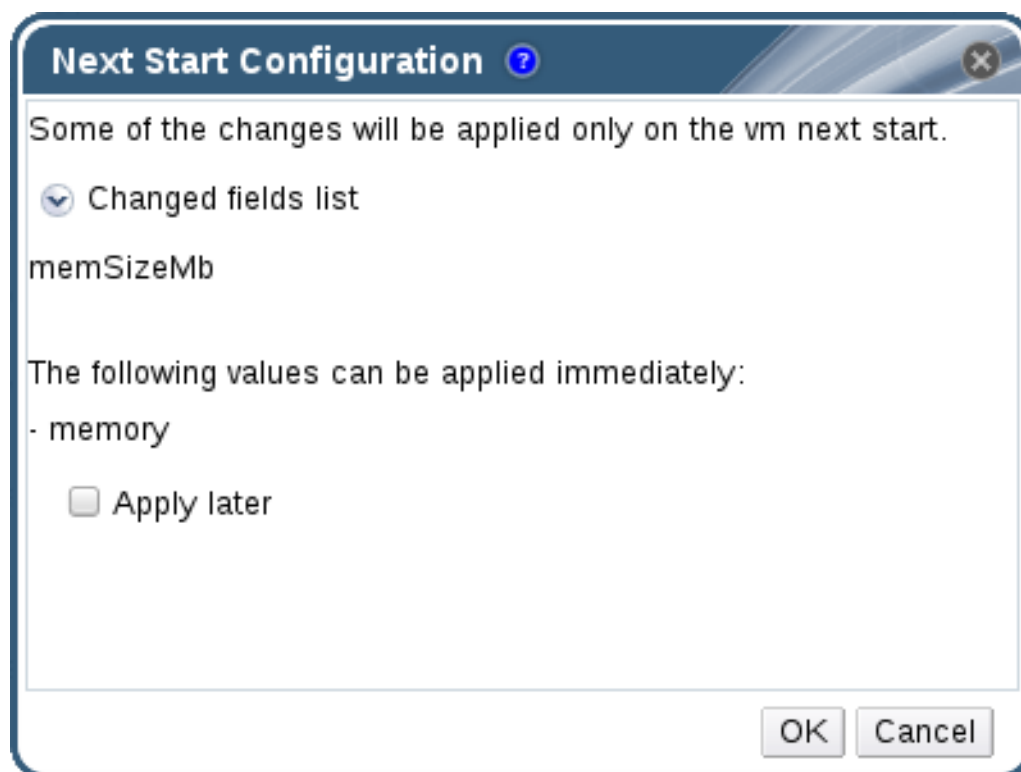 Next Start Configuration ?
Some of the changes will be applied only on the vm next start.
Changed fields list
memSizeMb
The following values can be applied immediately:
- memory
Apply later
OK Cancel